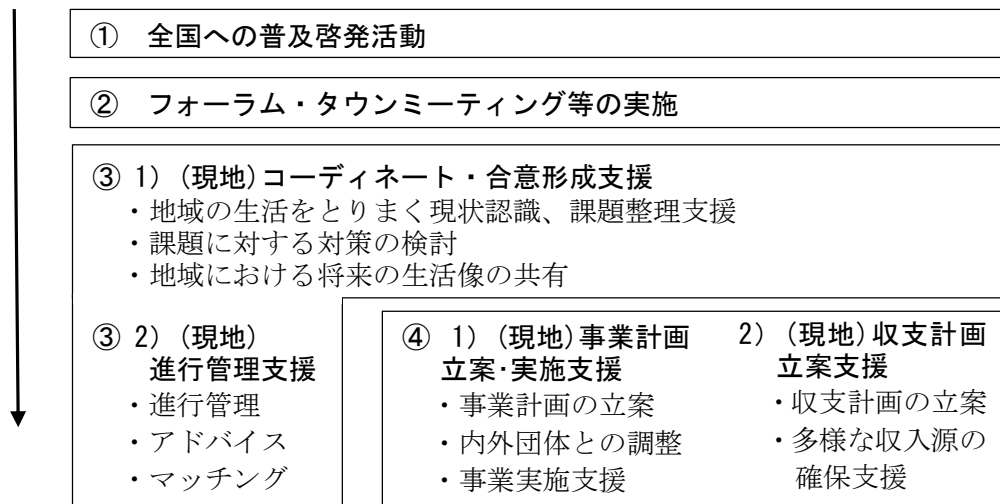 ① 全国への普及啓発活動
② フォーラム・タウンミーティング等の実施
③ 1) (現地)コーディネート・合意形成支援
・地域の生活をとりまく現状認識、課題整理支援
・課題に対する対策の検討
・地域における将来の生活像の共有
③ 2) (現地)
進行管理支援
・進行管理
・アドバイス
・マッチング
④ 1) (現地)事業計画
立案・実施支援
・事業計画の立案
・内外団体との調整
・事業実施支援
2) (現地)収支計画
立案支援
・収支計画の立案
・多様な収入源の
確保支援